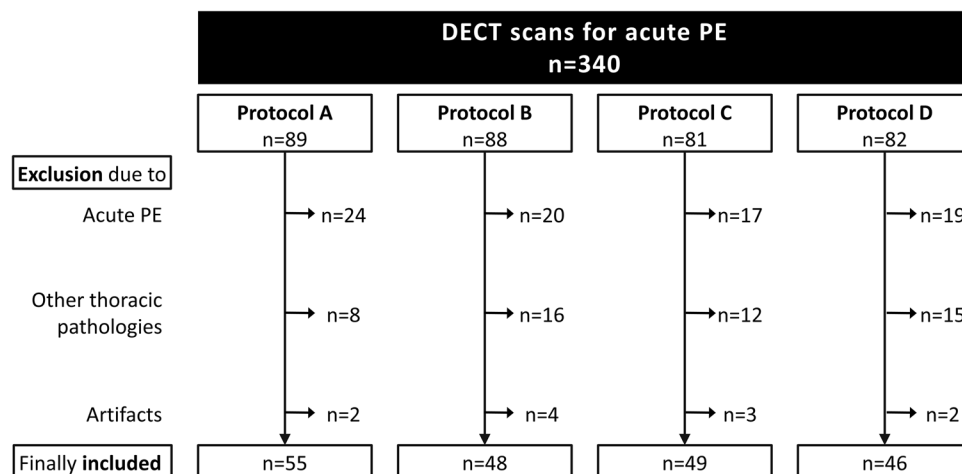 DECT scans for acute PE
n=340
Protocol A
n=89
Protocol B
n=88
Protocol C
n=81
Protocol D
n=82
Exclusion due to
Acute PE
n=24
n=20
n=17
n=19
Other thoracic
pathologies
n=8
n=16
n=12
n=15
Artifacts
n=2
n=4
n=3
n=2
Finally included
n=55
n=48
n=49
n=46